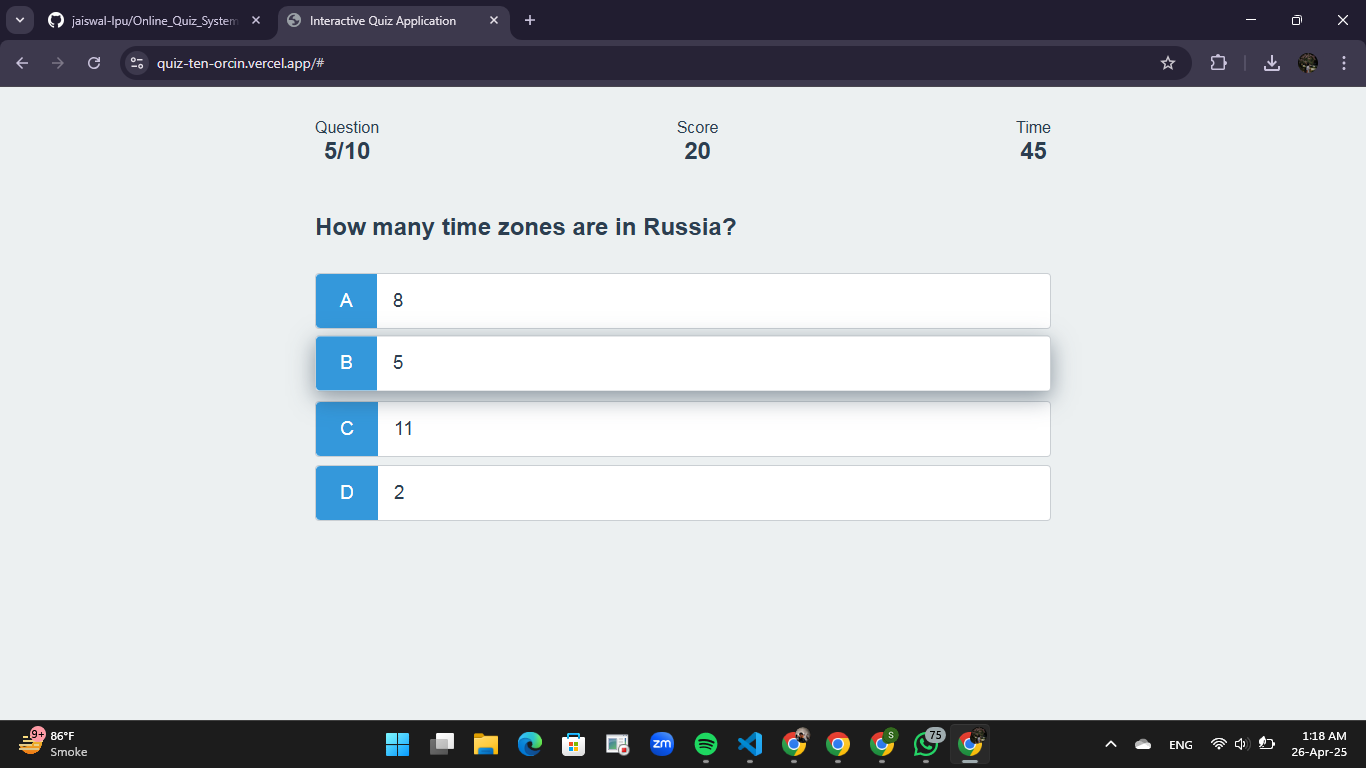 jaiswal-lpu/Online_Quiz_System
Interactive Quiz Application
quiz-ten-orcin.vercel.app/#
Question
5/10
Score
20
Time
45
How many time zones are in Russia?
A 8
B 5
C 11
D 2
9+
86°F
Smoke
zm
S
75
ENG
1:18 AM
26-Apr-25